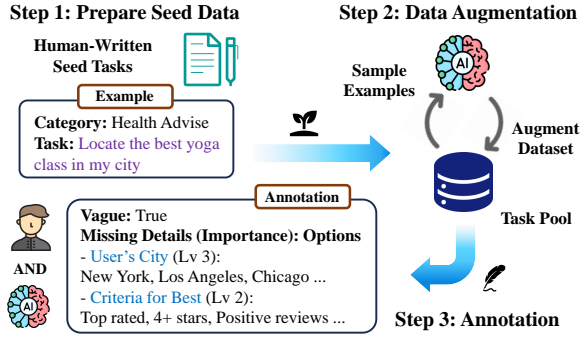 Step 1: Prepare Seed Data
Human-Written
Seed Tasks
Example
Category: Health Advise
Task: Locate the best yoga
class in my city
Step 2: Data Augmentation
AI
Sample
Examples
Augment
Dataset
Task Pool
Annotation
Vague: True
Missing Details (Importance): Options
- User's City (Lv 3):
New York, Los Angeles, Chicago ...
- Criteria for Best (Lv 2):
Top rated, 4+ stars, Positive reviews ...
AND
AI
Step 3: Annotation